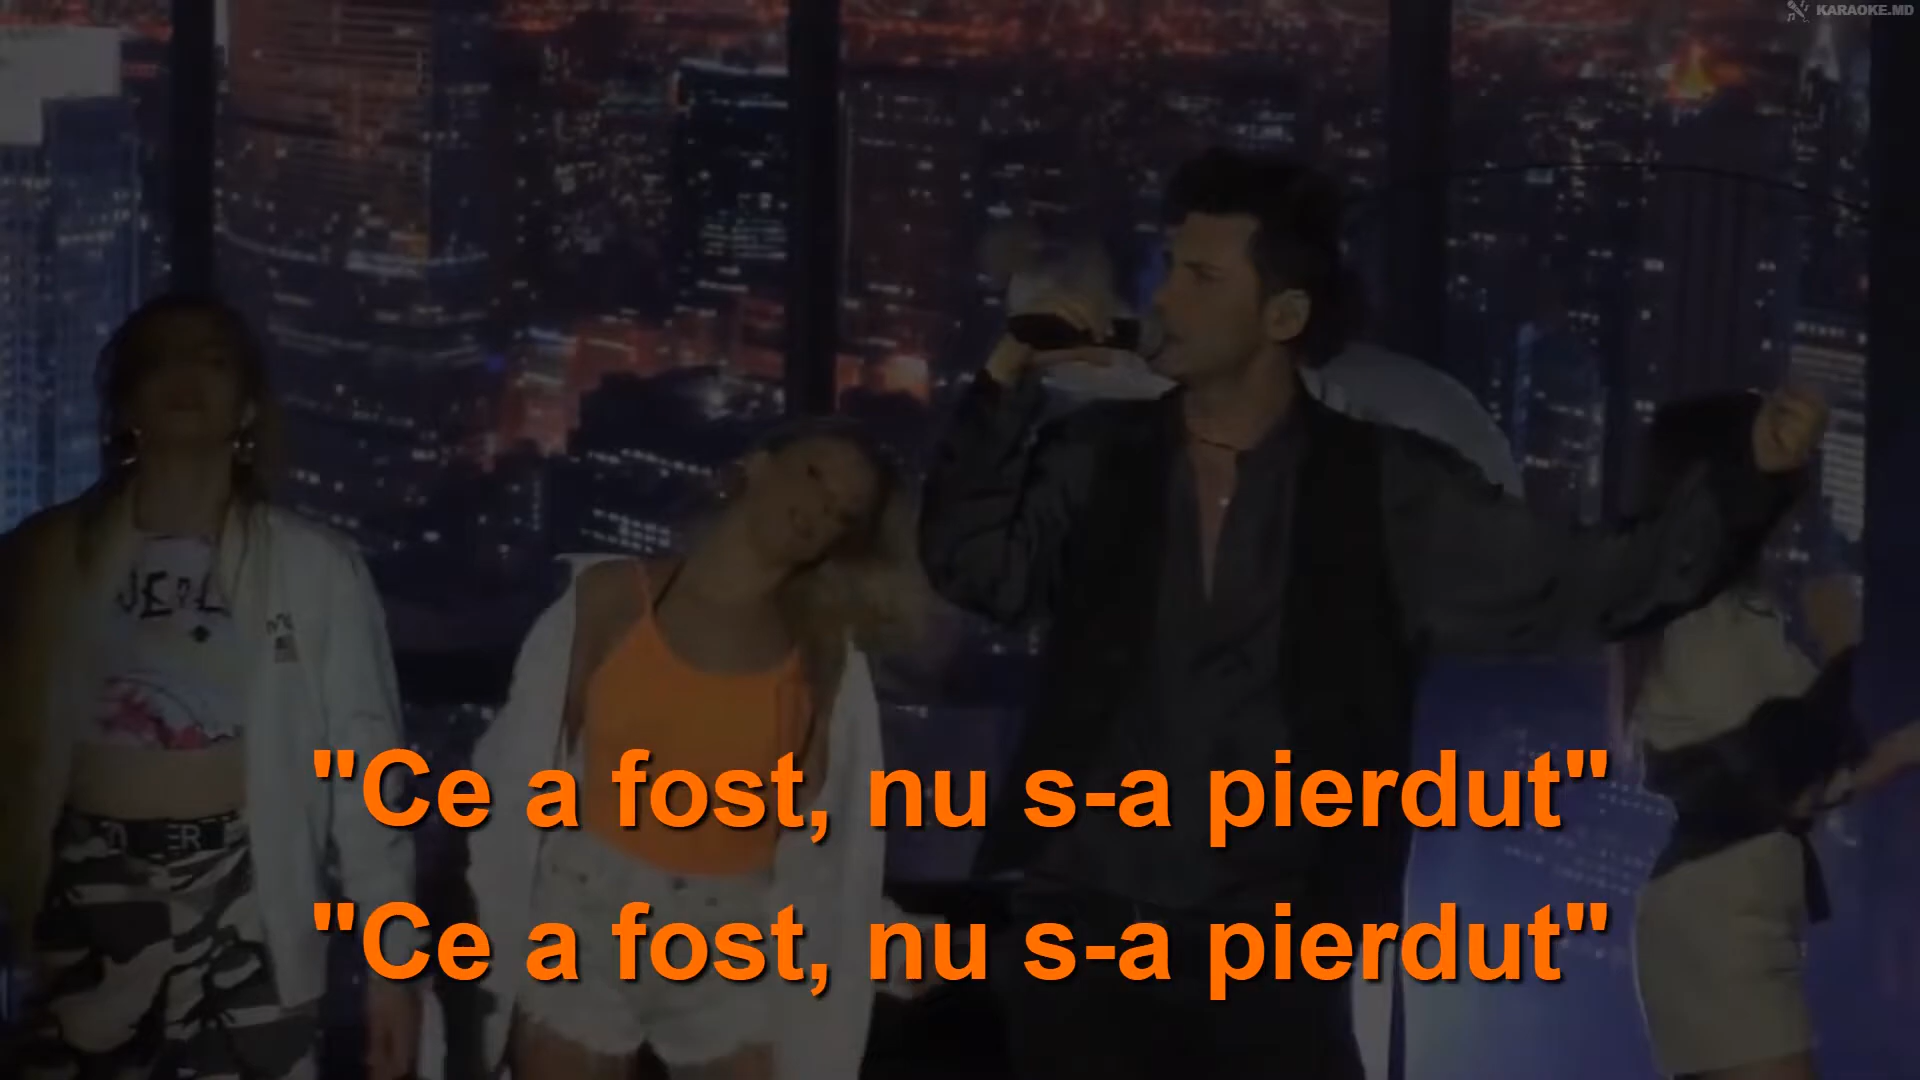 KARAOKE.MD
"Ce a fost, nu s-a pierdut"
"Ce a fost, nu s-a pierdut"